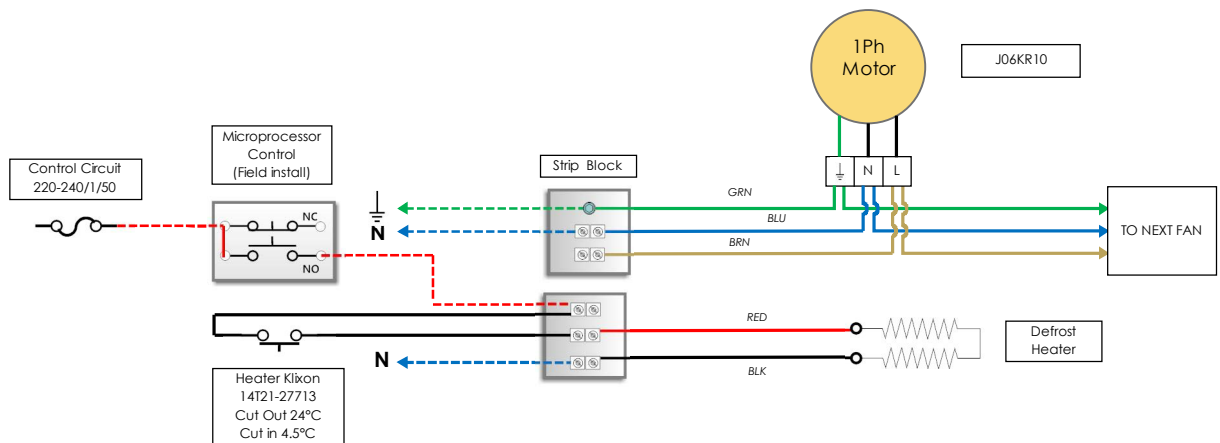 1Ph
Motor
J06KR10
Microprocessor
Control
(Field install)
Control Circuit
220-240/1/50
Strip Block
N
L
GRN
NC
N
BLU
BRN
TO NEXT FAN
NO
RED
Defrost
Heater
N
BLK
Heater Klixon
14T21-27713
Cut Out 24°C
Cut in 4.5°C